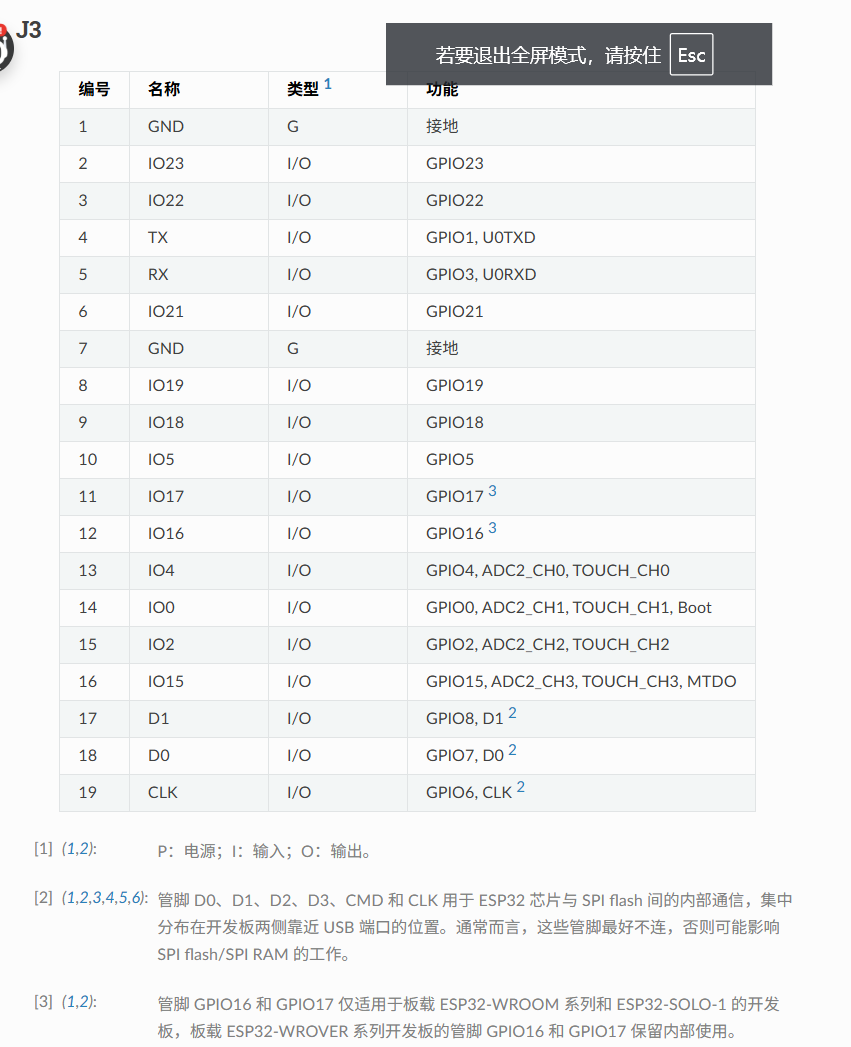 J3
若要退出全屏模式，请按住 Esc
编号 名称 类型 1 功能
1 GND G 接地
2 IO23 I/O GPIO23
3 IO22 I/O GPIO22
4 TX I/O GPIO1, U0TXD
5 RX I/O GPIO3, U0RXD
6 IO21 I/O GPIO21
7 GND G 接地
8 IO19 I/O GPIO19
9 IO18 I/O GPIO18
10 IO5 I/O GPIO5
11 IO17 I/O GPIO17 3
12 IO16 I/O GPIO16 3
13 IO4 I/O GPIO4, ADC2_CH0, TOUCH_CH0
14 IO0 I/O GPIO0, ADC2_CH1, TOUCH_CH1, Boot
15 IO2 I/O GPIO2, ADC2_CH2, TOUCH_CH2
16 IO15 I/O GPIO15, ADC2_CH3, TOUCH_CH3, MTDO
17 D1 I/O GPIO8, D1 2
18 D0 I/O GPIO7, D0 2
19 CLK I/O GPIO6, CLK 2
[1] (1,2): P：电源；I：输入；O：输出。
[2] (1,2,3,4,5,6): 管脚 D0、D1、D2、D3、CMD 和 CLK 用于 ESP32 芯片与 SPI flash 间的内部通信，集中
分布在开发板两侧靠近 USB 端口的位置。通常而言，这些管脚最好不连，否则可能影响
SPI flash/SPI RAM 的工作。
[3] (1,2): 管脚 GPIO16 和 GPIO17 仅适用于板载 ESP32-WROOM 系列和 ESP32-SOLO-1 的开发
板，板载 ESP32-WROVER 系列开发板的管脚 GPIO16 和 GPIO17 保留内部使用。